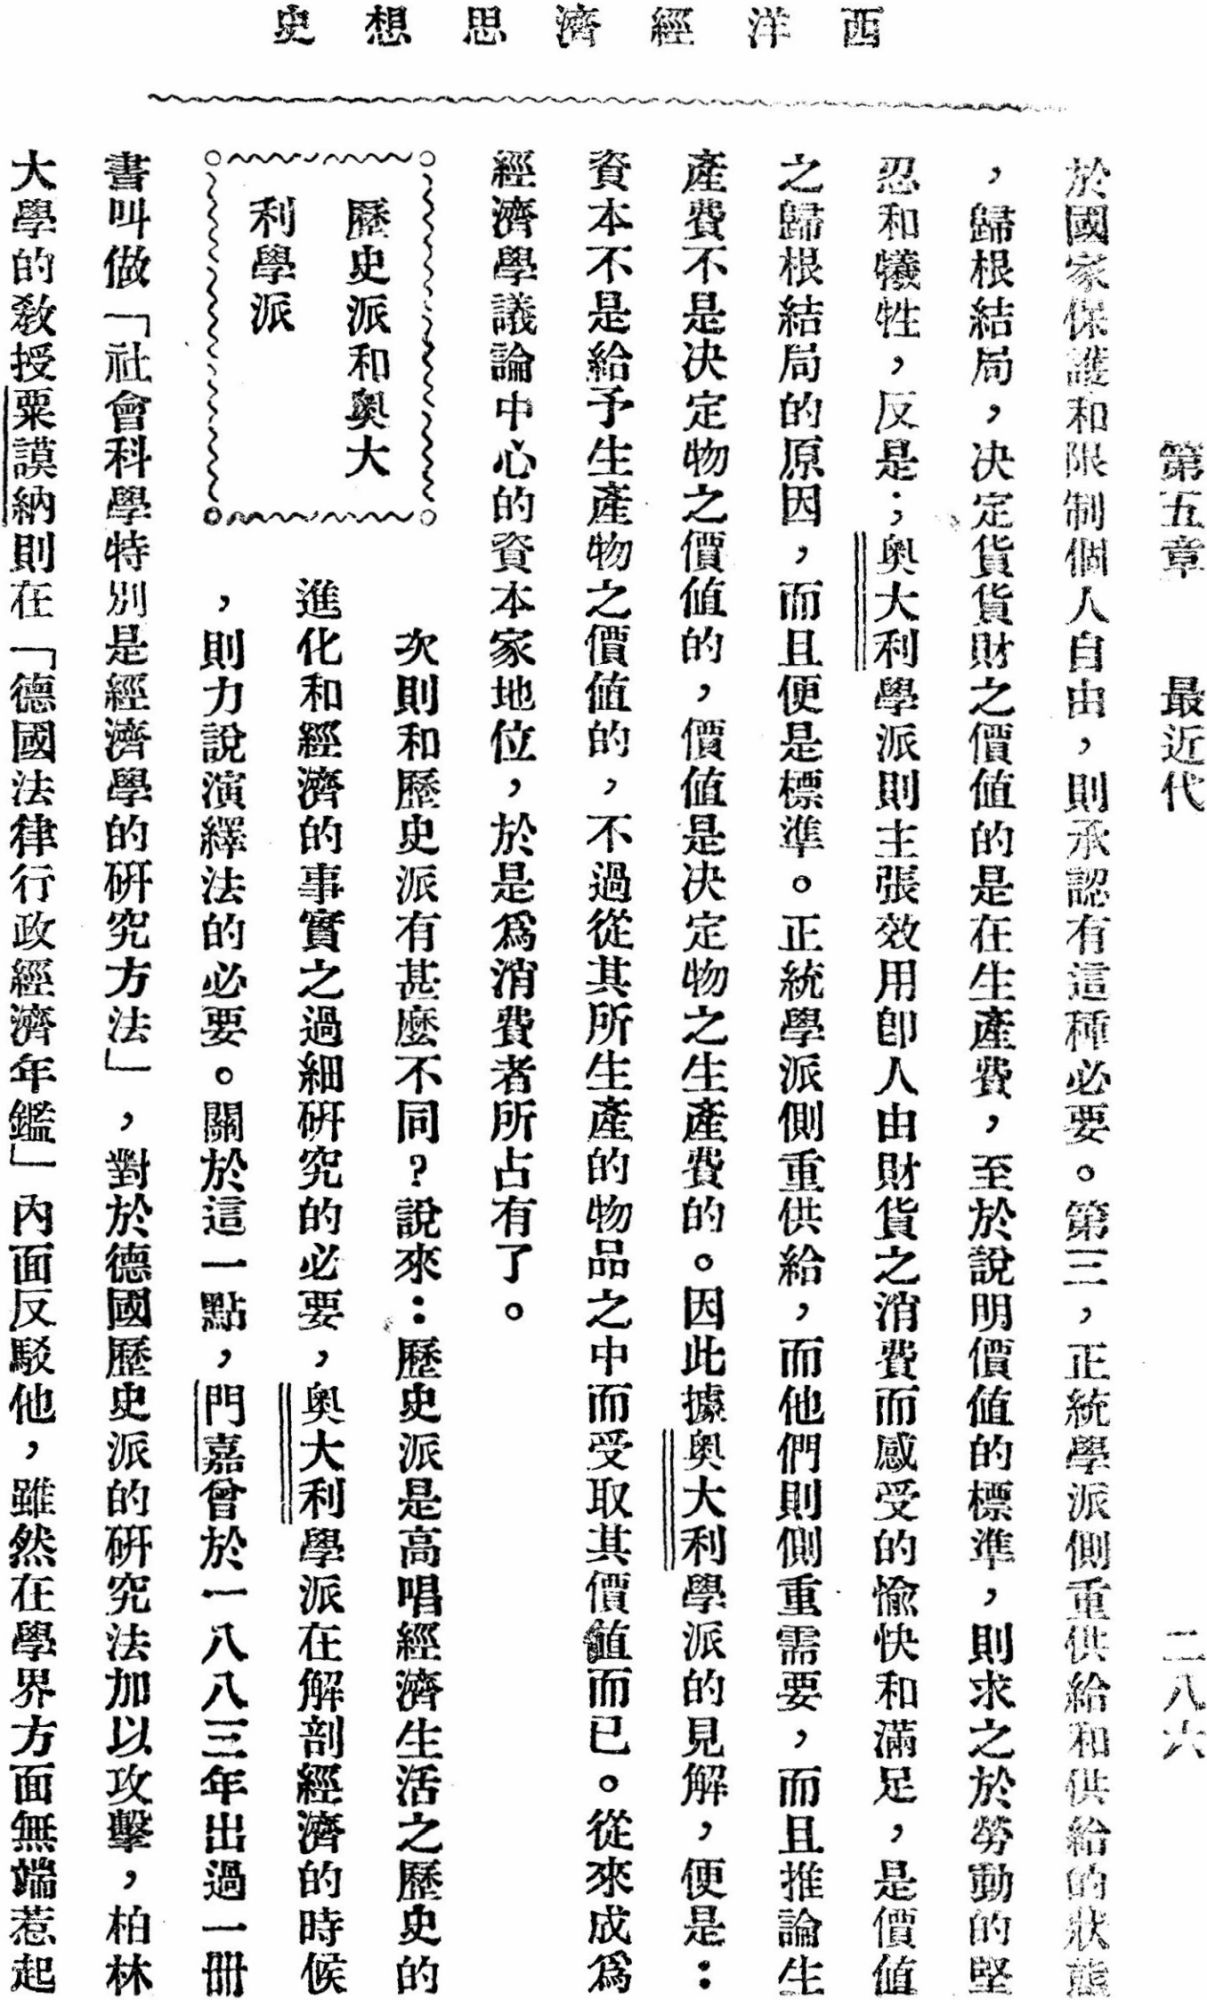 西洋經濟思想史
第五章　最近代　二八六
於國家保護和限制個人自由，則承認有這種必要。第三，正統學派側重供給和供給的狀態
，歸根結局，決定貨貨財之價値的是在生產費，至於說明價値的標準，則求之於勞動的堅
忍和犧牲，反是；奧大利學派則主張效用卽人由財貨之消費而感受的愉快和滿足，是價値
之歸根結局的原因，而且便是標準。正統學派側重供給，而他們則側重需要，而且推論生
產費不是決定物之價値的，價値是決定物之生產費的。因此據奧大利學派的見解，便是：
資本不是給予生產物之價値的，不過從其所生產的物品之中而受取其價値而已。從來成爲
經濟學議論中心的資本家地位，於是爲消費者所占有了。
歷史派和奧大
利學派
次則和歷史派有甚麼不同？說來：歷史派是高唱經濟生活之歷史的
進化和經濟的事實之過細研究的必要，奧大利學派在解剖經濟的時候
，則力說演繹法的必要。關於這一點，門嘉曾於一八八三年出過一册
書叫做「社會科學特別是經濟學的研究方法」，對於德國歷史派的研究法加以攻擊，柏林
大學的敎授粟謨納則在「德國法律行政經濟年鑑」內面反駁他，雖然在學界方面無端惹起